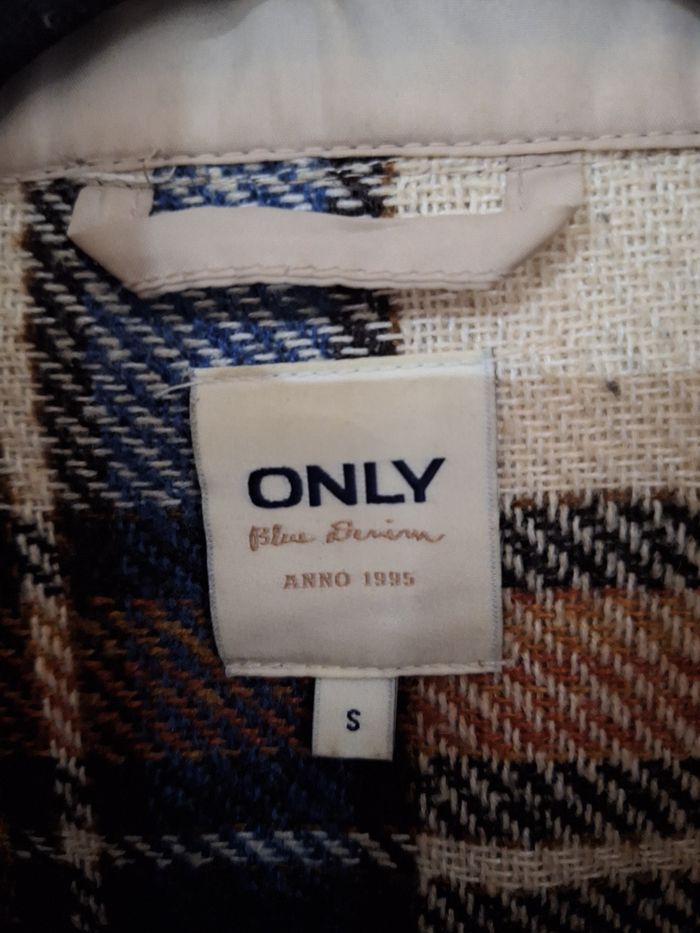 ONLY
Blue Denim
ANNO 1995
S